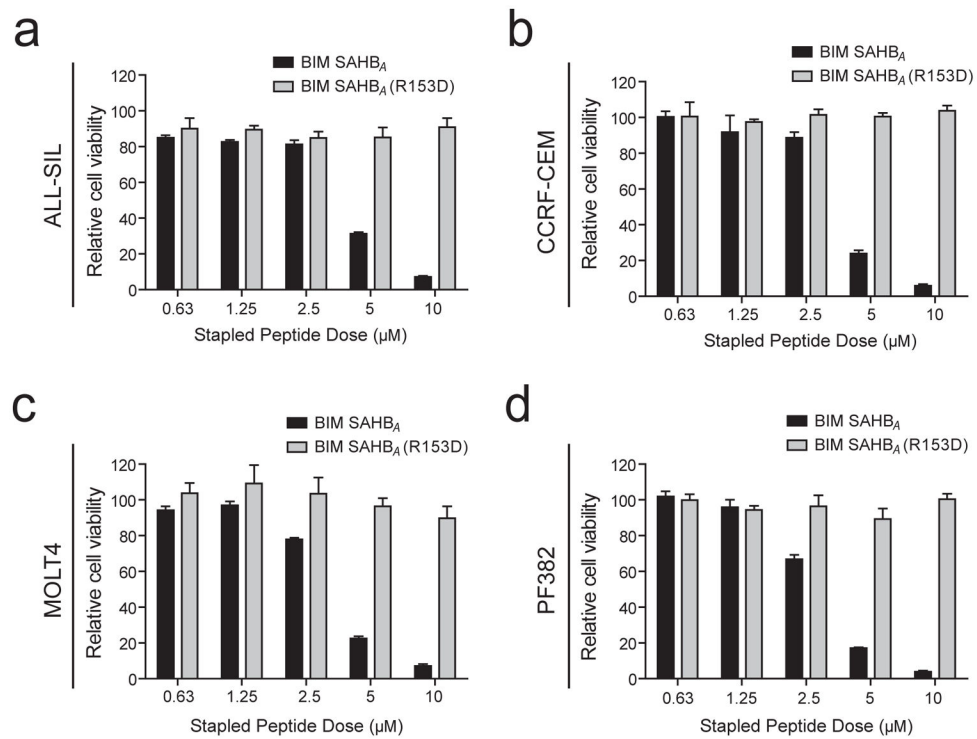 a
BIM SAHBA
BIM SAHBA (R153D)
ALL-SIL
Relative cell viability
120
100
80
60
40
20
0
0.63 1.25 2.5 5 10
Stapled Peptide Dose (µM)
b
BIM SAHBA
BIM SAHBA (R153D)
CCRF-CEM
Relative cell viability
120
100
80
60
40
20
0
0.63 1.25 2.5 5 10
Stapled Peptide Dose (µM)
c
BIM SAHBA
BIM SAHBA (R153D)
MOLT4
Relative cell viability
120
100
80
60
40
20
0
0.63 1.25 2.5 5 10
Stapled Peptide Dose (µM)
d
BIM SAHBA
BIM SAHBA (R153D)
PF382
Relative cell viability
120
100
80
60
40
20
0
0.63 1.25 2.5 5 10
Stapled Peptide Dose (µM)